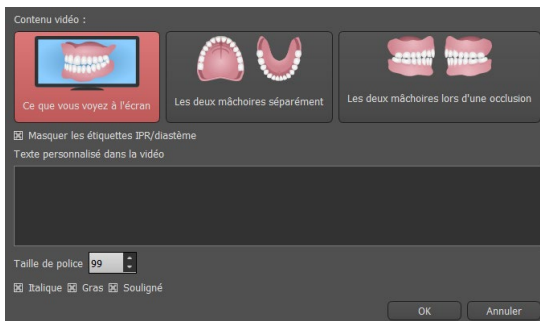 Contenu vidéo :
Ce que vous voyez à l'écran
Les deux mâchoires séparément
Les deux mâchoires lors d'une occlusion
Masquer les étiquettes IPR/diastème
Texte personnalisé dans la vidéo
Taille de police 99
Italique Gras Souligné
OK Annuler